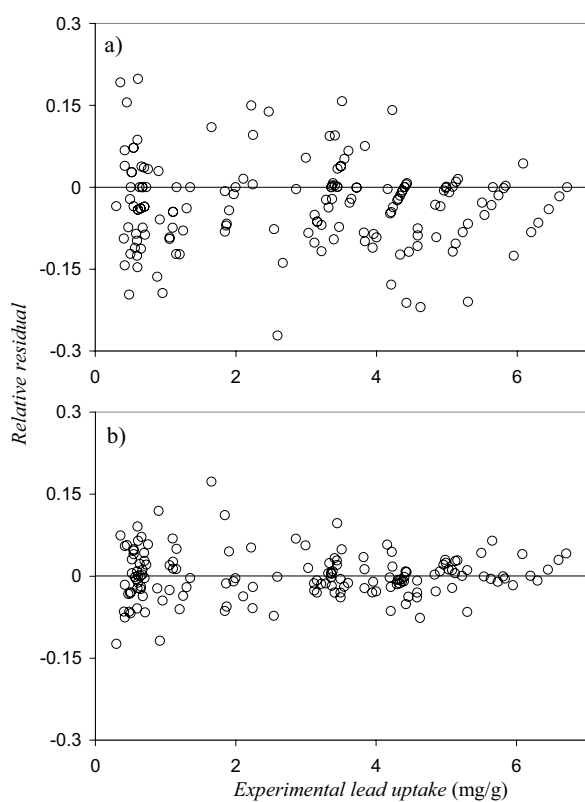 0.3
a)
0.15
0
-0.15
-0.3
0 2 4 6
Relative residual
0.3
b)
0.15
0
-0.15
-0.3
0 2 4 6
Experimental lead uptake (mg/g)